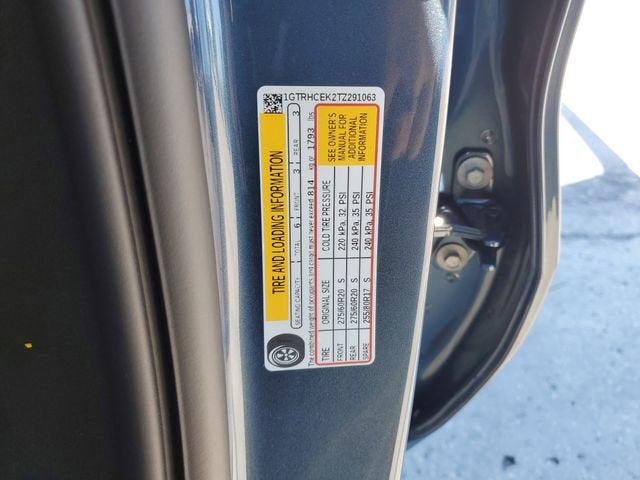 1GTRHCEK2TZ291063
TIRE AND LOADING INFORMATION
SEATING CAPACITY TOTAL 6 FRONT 3 REAR 3
The combined weight of occupants and cargo must never exceed 814 kg or 1793 lbs
TIRE ORIGINAL SIZE COLD TIRE PRESSURE
FRONT 275/60R20 S 220 kPa, 32 PSI
REAR 275/60R20 S 240 kPa, 35 PSI
SPARE 255/80R17 S 240 kPa, 35 PSI
SEE OWNER'S
MANUAL FOR
ADDITIONAL
INFORMATION